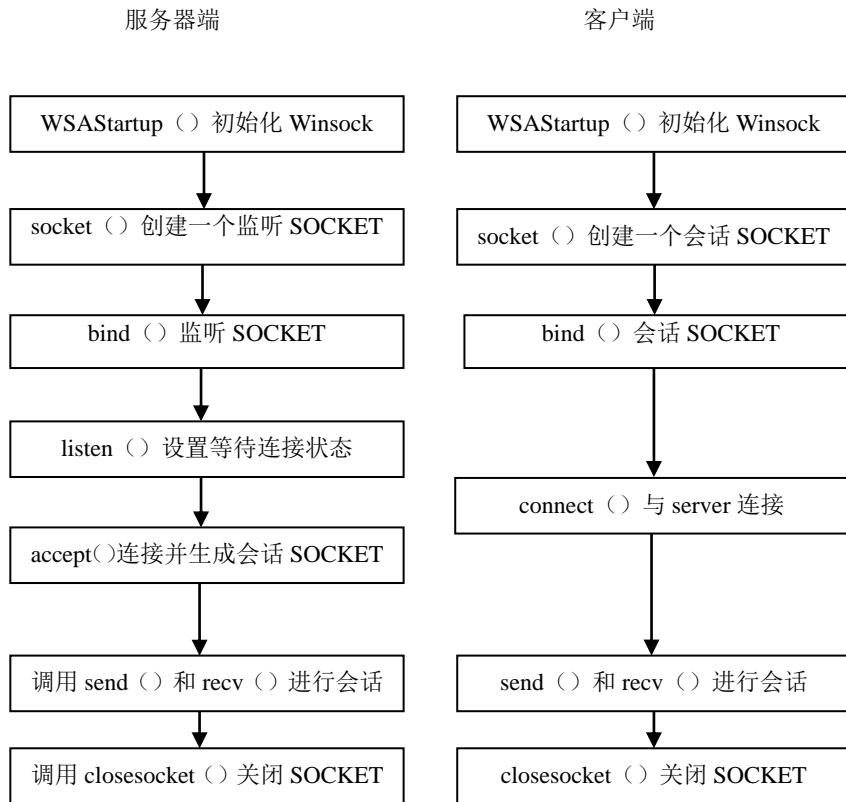 服务器端
客户端
WSAStartup（）初始化 Winsock
WSAStartup（）初始化 Winsock
socket（）创建一个监听 SOCKET
socket（）创建一个会话 SOCKET
bind（）监听 SOCKET
bind（）会话 SOCKET
listen（）设置等待连接状态
connect（）与 server 连接
accept(）连接并生成会话 SOCKET
调用 send（）和 recv（）进行会话
send（）和 recv（）进行会话
调用 closesocket（）关闭 SOCKET
closesocket（）关闭 SOCKET